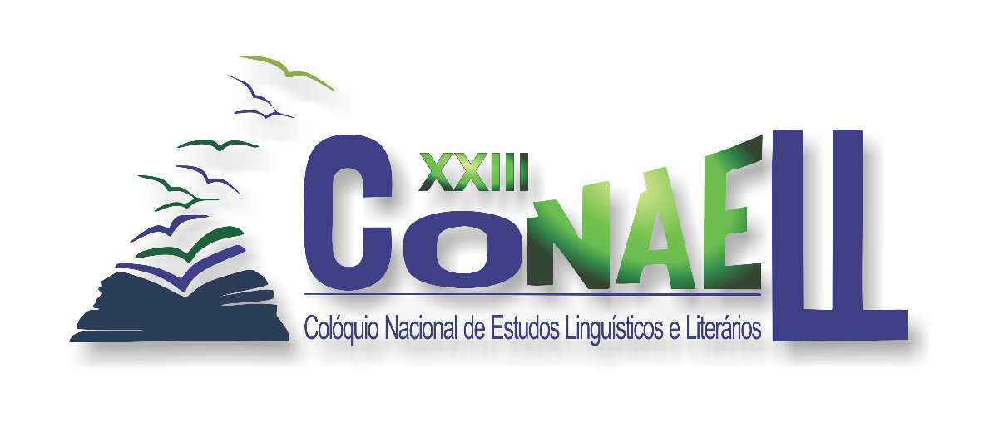 XXIII
CONAELL
Colóquio Nacional de Estudos Linguísticos e Literários